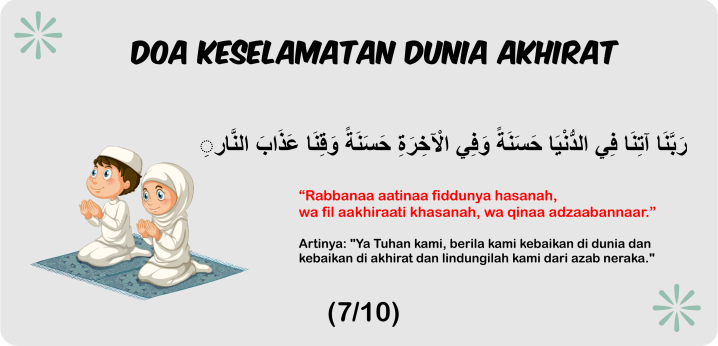 DOA KESELAMATAN DUNIA AKHIRAT
رَبَّنَا آتِنَا فِي الدُّنْيَا حَسَنَةً وَفِي الْآخِرَةِ حَسَنَةً وَقِنَا عَذَابَ النَّار◌ِ
“Rabbanaa aatinaa fiddunya hasanah,
wa fil aakhiraati khasanah, wa qinaa adzaabannaar.”
Artinya: "Ya Tuhan kami, berila kami kebaikan di dunia dan
kebaikan di akhirat dan lindungilah kami dari azab neraka."
(7/10)